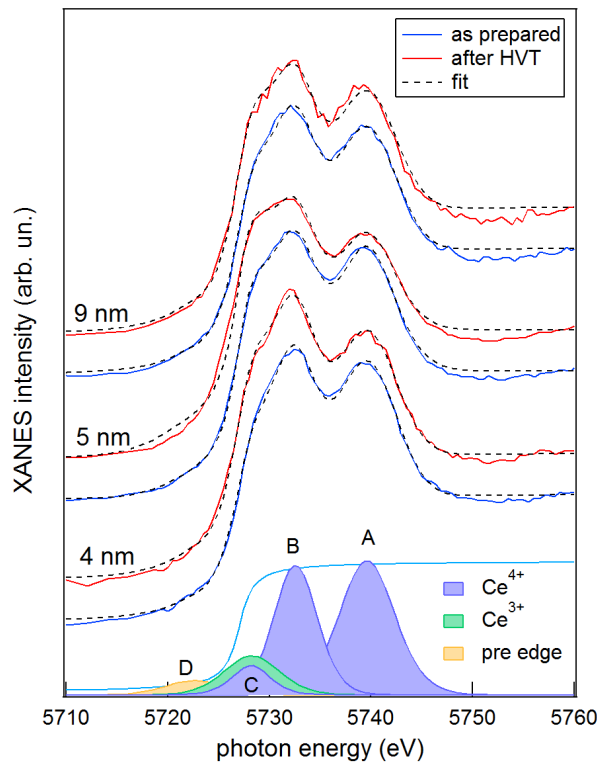 as prepared
after HVT
fit
XANES intensity (arb. un.)
9 nm
5 nm
4 nm
B
A
D
C
Ce4+
Ce3+
pre edge
5710 5720 5730 5740 5750 5760
photon energy (eV)